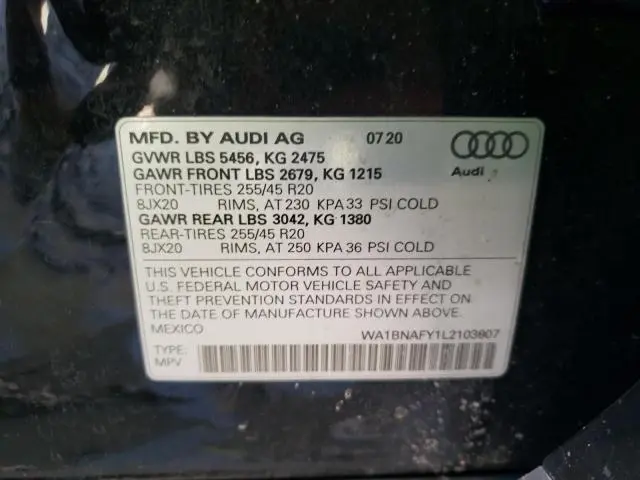 MFD. BY AUDI AG 07 20
GVWR LBS 5456, KG 2475
GAWR FRONT LBS 2679, KG 1215
FRONT-TIRES 255/45 R20
8JX20 RIMS, AT 230 KPA 33 PSI COLD
GAWR REAR LBS 3042, KG 1380
REAR-TIRES 255/45 R20
8JX20 RIMS, AT 250 KPA 36 PSI COLD
Audi
THIS VEHICLE CONFORMS TO ALL APPLICABLE
U.S. FEDERAL MOTOR VEHICLE SAFETY AND
THEFT PREVENTION STANDARDS IN EFFECT ON
THE DATE OF MANUFACTURE SHOWN ABOVE.
MEXICO
WA1BNAFY1L2103807
TYPE:
MPV